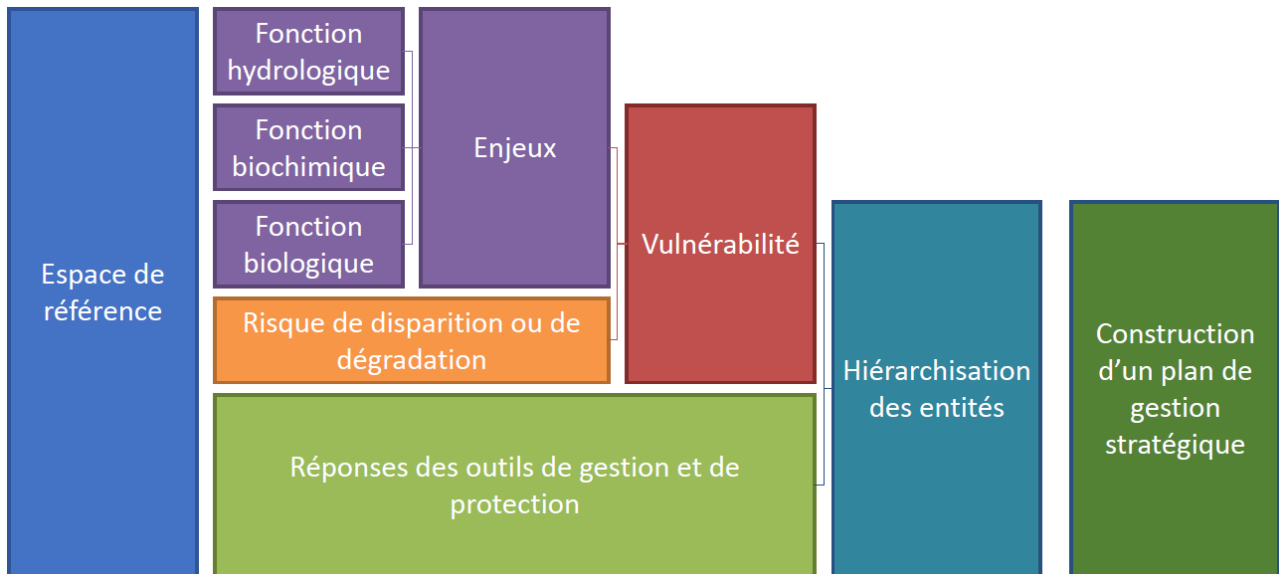 Espace de
référence
Fonction
hydrologique
Fonction
biochimique
Fonction
biologique
Enjeux
Risque de disparition ou de
dégradation
Vulnérabilité
Réponses des outils de gestion et de
protection
Hiérarchisation
des entités
Construction
d’un plan de
gestion
stratégique